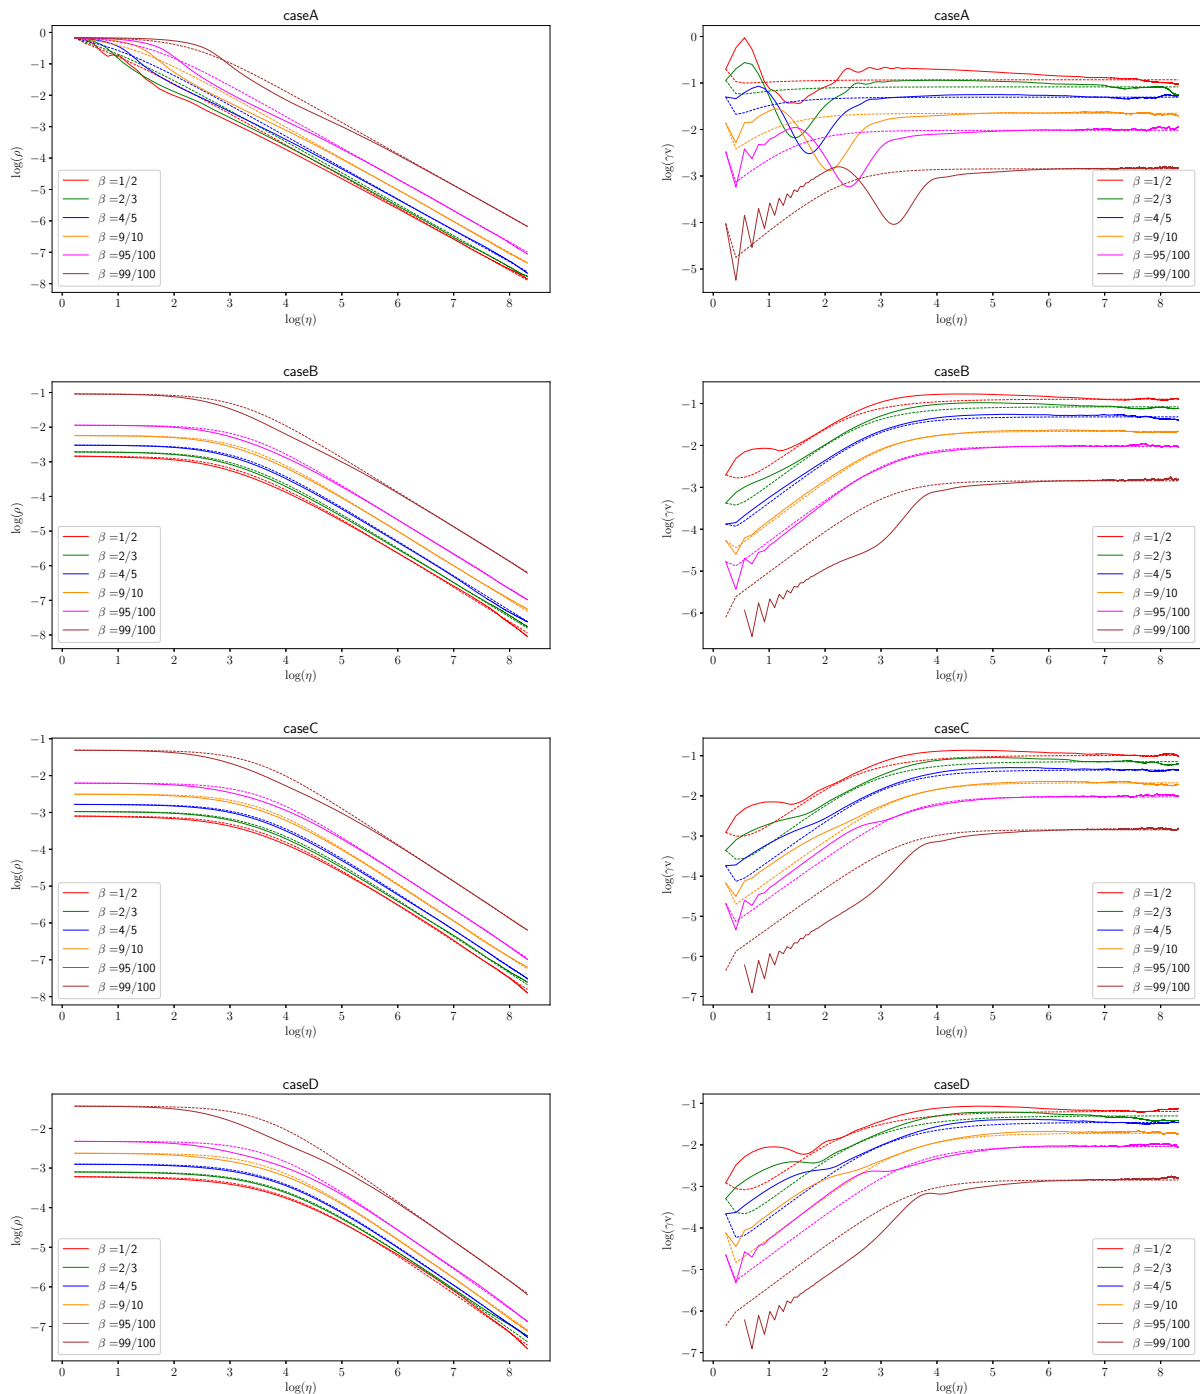 caseA
log(ρ)
0
−1
−2
−3
−4
−5
−6
−7
−8
β =1/2
β =2/3
β =4/5
β =9/10
β =95/100
β =99/100
0 1 2 3 4 5 6 7 8
log(η)
caseA
log(γv)
0
−1
−2
−3
−4
−5
β =1/2
β =2/3
β =4/5
β =9/10
β =95/100
β =99/100
0 1 2 3 4 5 6 7 8
log(η)
caseB
log(ρ)
−1
−2
−3
−4
−5
−6
−7
−8
β =1/2
β =2/3
β =4/5
β =9/10
β =95/100
β =99/100
0 1 2 3 4 5 6 7 8
log(η)
caseB
log(γv)
−1
−2
−3
−4
−5
−6
β =1/2
β =2/3
β =4/5
β =9/10
β =95/100
β =99/100
0 1 2 3 4 5 6 7 8
log(η)
caseC
log(ρ)
−1
−2
−3
−4
−5
−6
−7
−8
β =1/2
β =2/3
β =4/5
β =9/10
β =95/100
β =99/100
0 1 2 3 4 5 6 7 8
log(η)
caseC
log(γv)
−1
−2
−3
−4
−5
−6
−7
β =1/2
β =2/3
β =4/5
β =9/10
β =95/100
β =99/100
0 1 2 3 4 5 6 7 8
log(η)
caseD
log(ρ)
−2
−3
−4
−5
−6
−7
β =1/2
β =2/3
β =4/5
β =9/10
β =95/100
β =99/100
0 1 2 3 4 5 6 7 8
log(η)
caseD
log(γv)
−1
−2
−3
−4
−5
−6
−7
β =1/2
β =2/3
β =4/5
β =9/10
β =95/100
β =99/100
0 1 2 3 4 5 6 7 8
log(η)